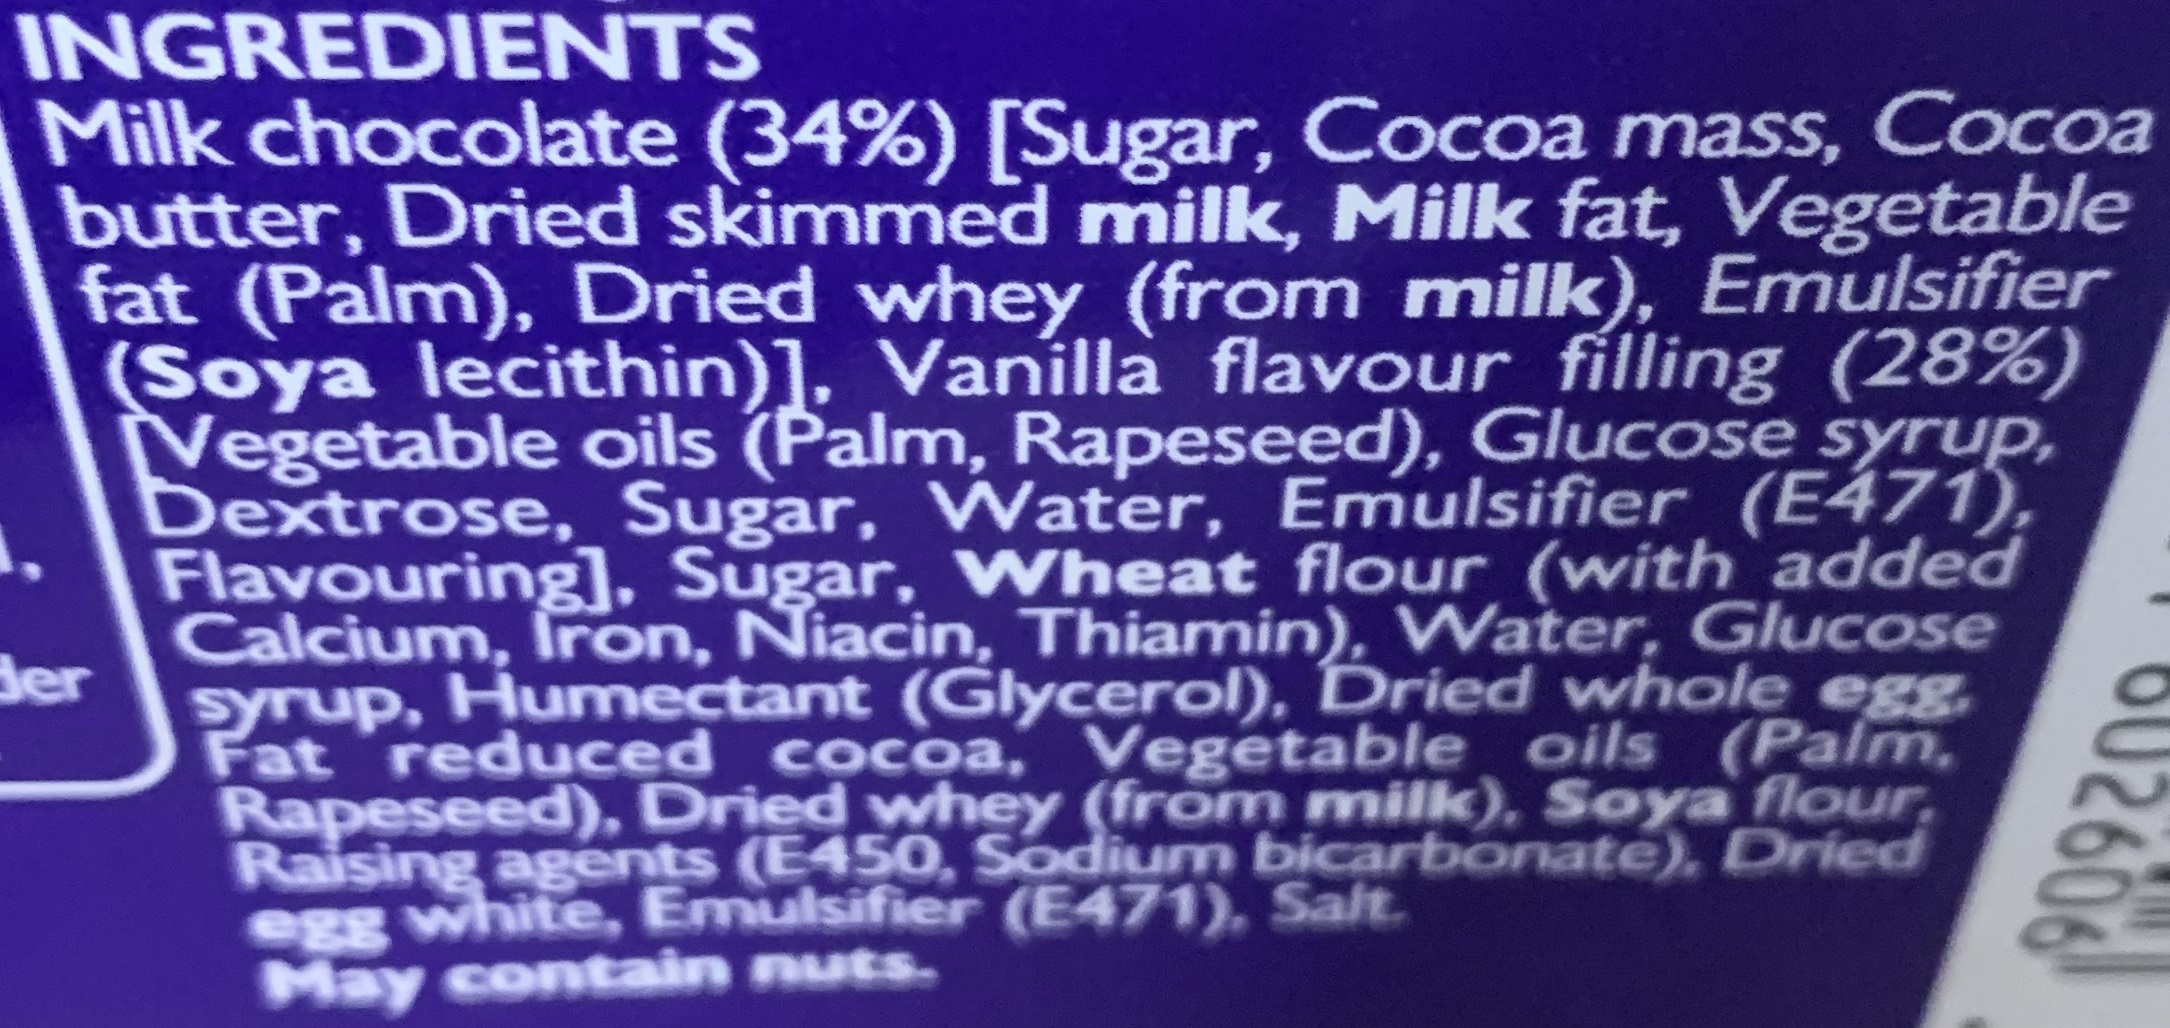 INGREDIENTS
Milk chocolate (34%) [Sugar, Cocoa mass, Cocoa
butter, Dried skimmed milk, Milk fat, Vegetable
fat (Palm), Dried whey (from milk), Emulsifier
(Soya lecithin)], Vanilla flavour filling (28%)
[Vegetable oils (Palm, Rapeseed), Glucose syrup,
Dextrose, Sugar, Water, Emulsifier (E471),
Flavouring], Sugar, Wheat flour (with added
Calcium, Iron, Niacin, Thiamin), Water, Glucose
syrup, Humectant (Glycerol), Dried whole egg,
Fat reduced cocoa, Vegetable oils (Palm,
Rapeseed), Dried whey (from milk), Soya flour,
Raising agents (E450, Sodium bicarbonate), Dried
egg white, Emulsifier (E471), Salt.
May contain nuts.
der
602606